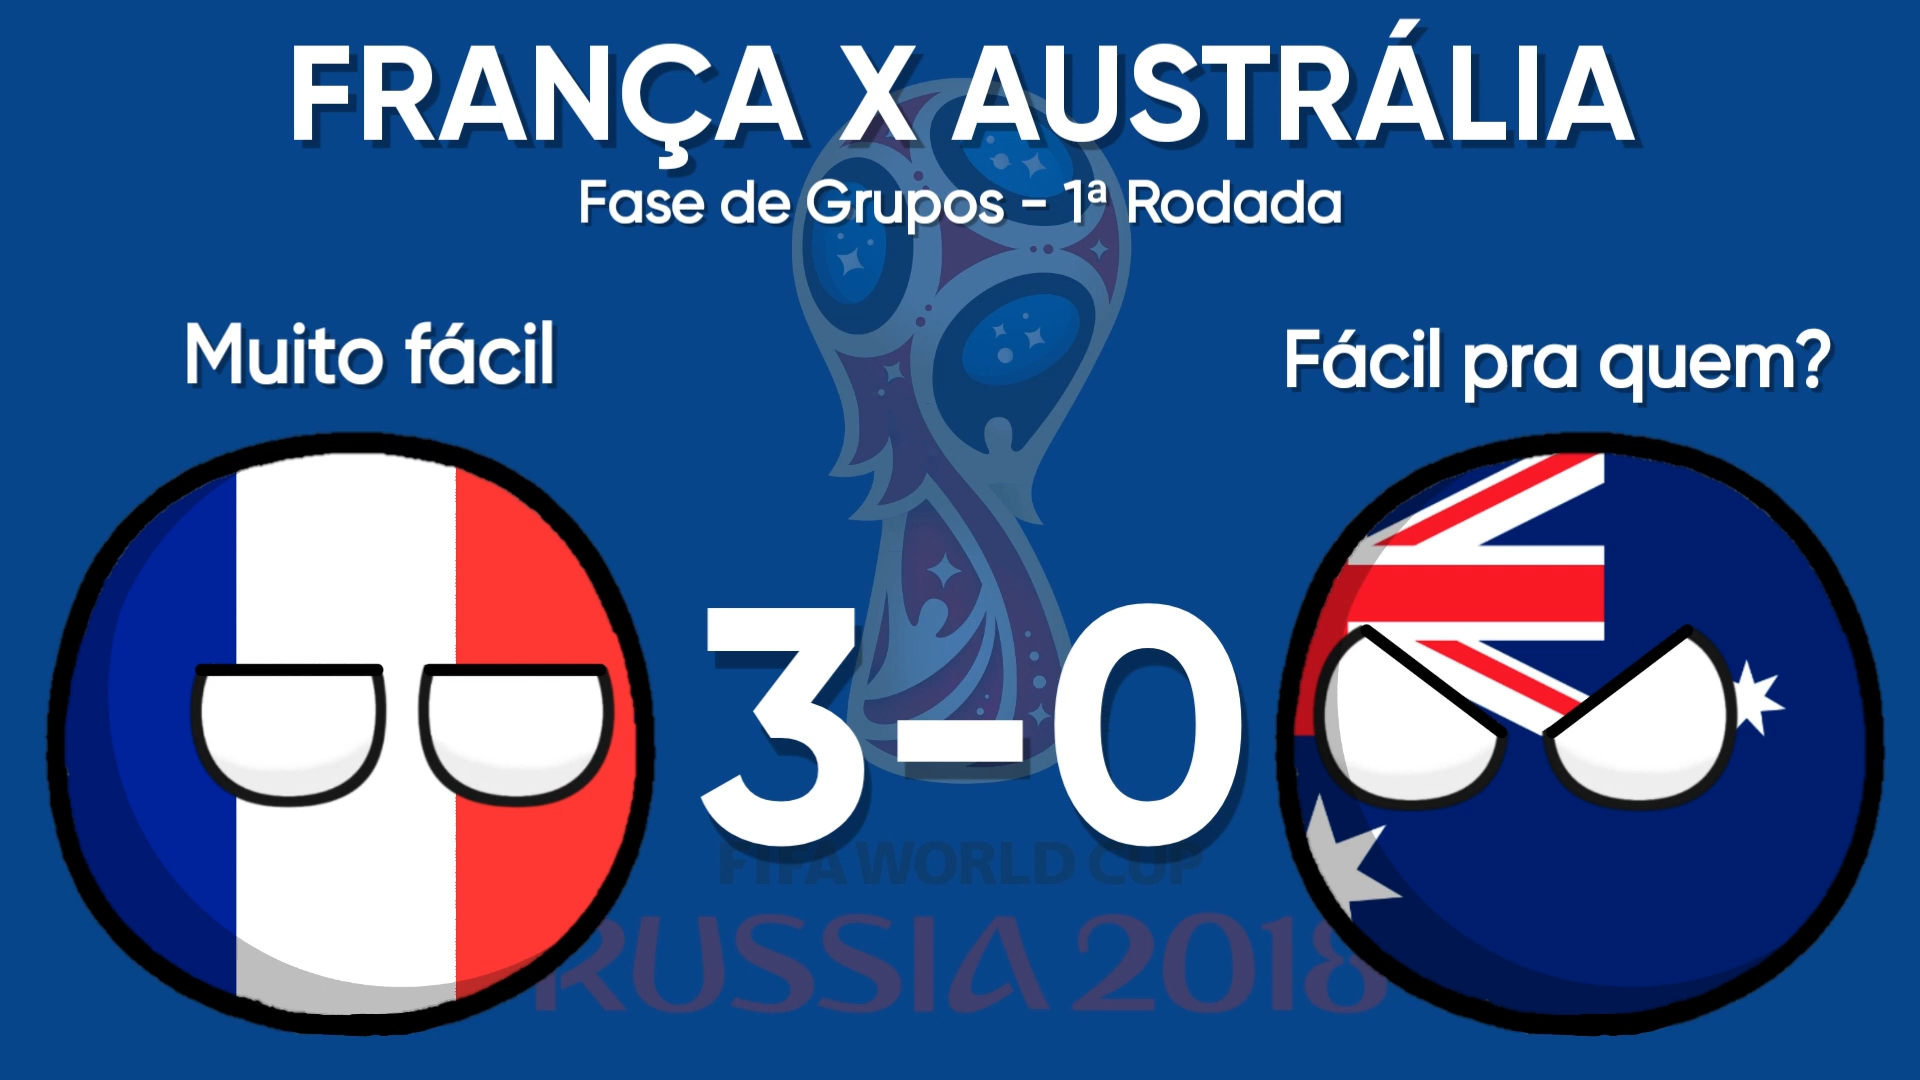 FRANÇA X AUSTRÁLIA
Fase de Grupos - 1ª Rodada
Muito fácil
Fácil pra quem?
3-0
FIFA WORLD CUP
RUSSIA 2018